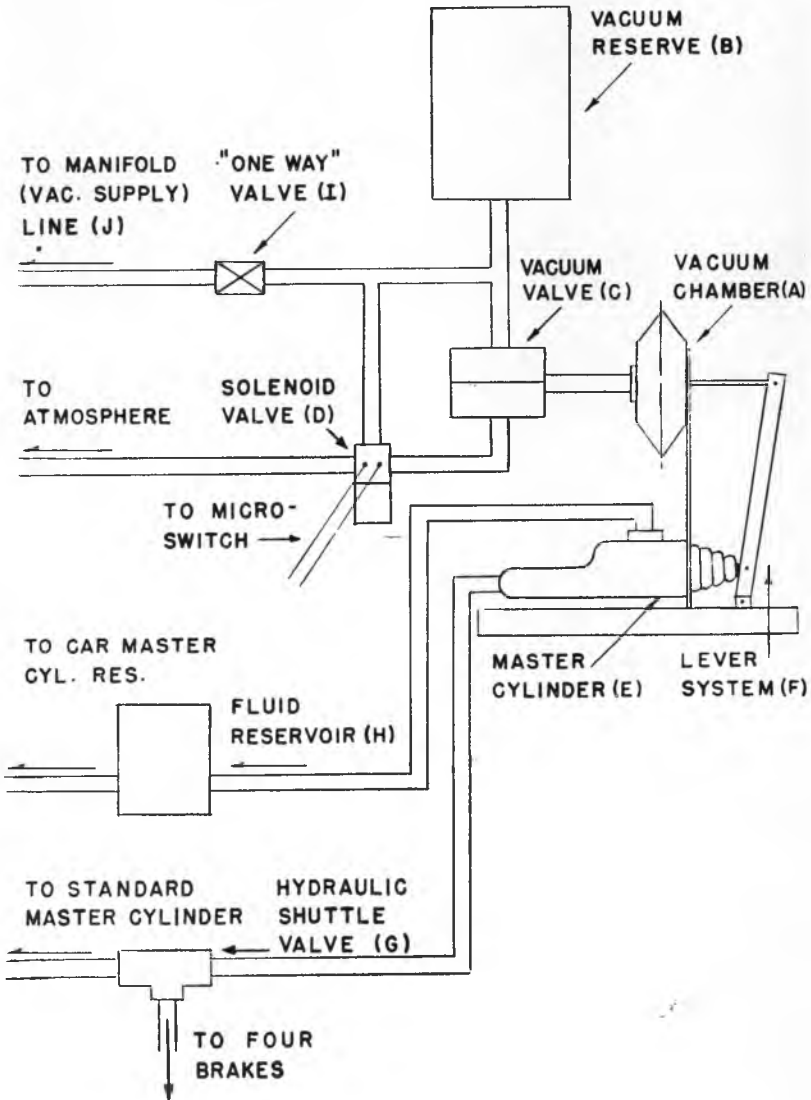 VACUUM
RESERVE (B)
TO MANIFOLD
(VAC. SUPPLY)
LINE (J)
"ONE WAY"
VALVE (I)
VACUUM
VALVE (C)
VACUUM
CHAMBER (A)
TO
ATMOSPHERE
SOLENOID
VALVE (D)
TO MICRO-
SWITCH
TO CAR MASTER
CYL. RES.
MASTER
CYLINDER (E)
LEVER
SYSTEM (F)
FLUID
RESERVOIR (H)
TO STANDARD
MASTER CYLINDER
HYDRAULIC
SHUTTLE
VALVE (G)
TO FOUR
BRAKES